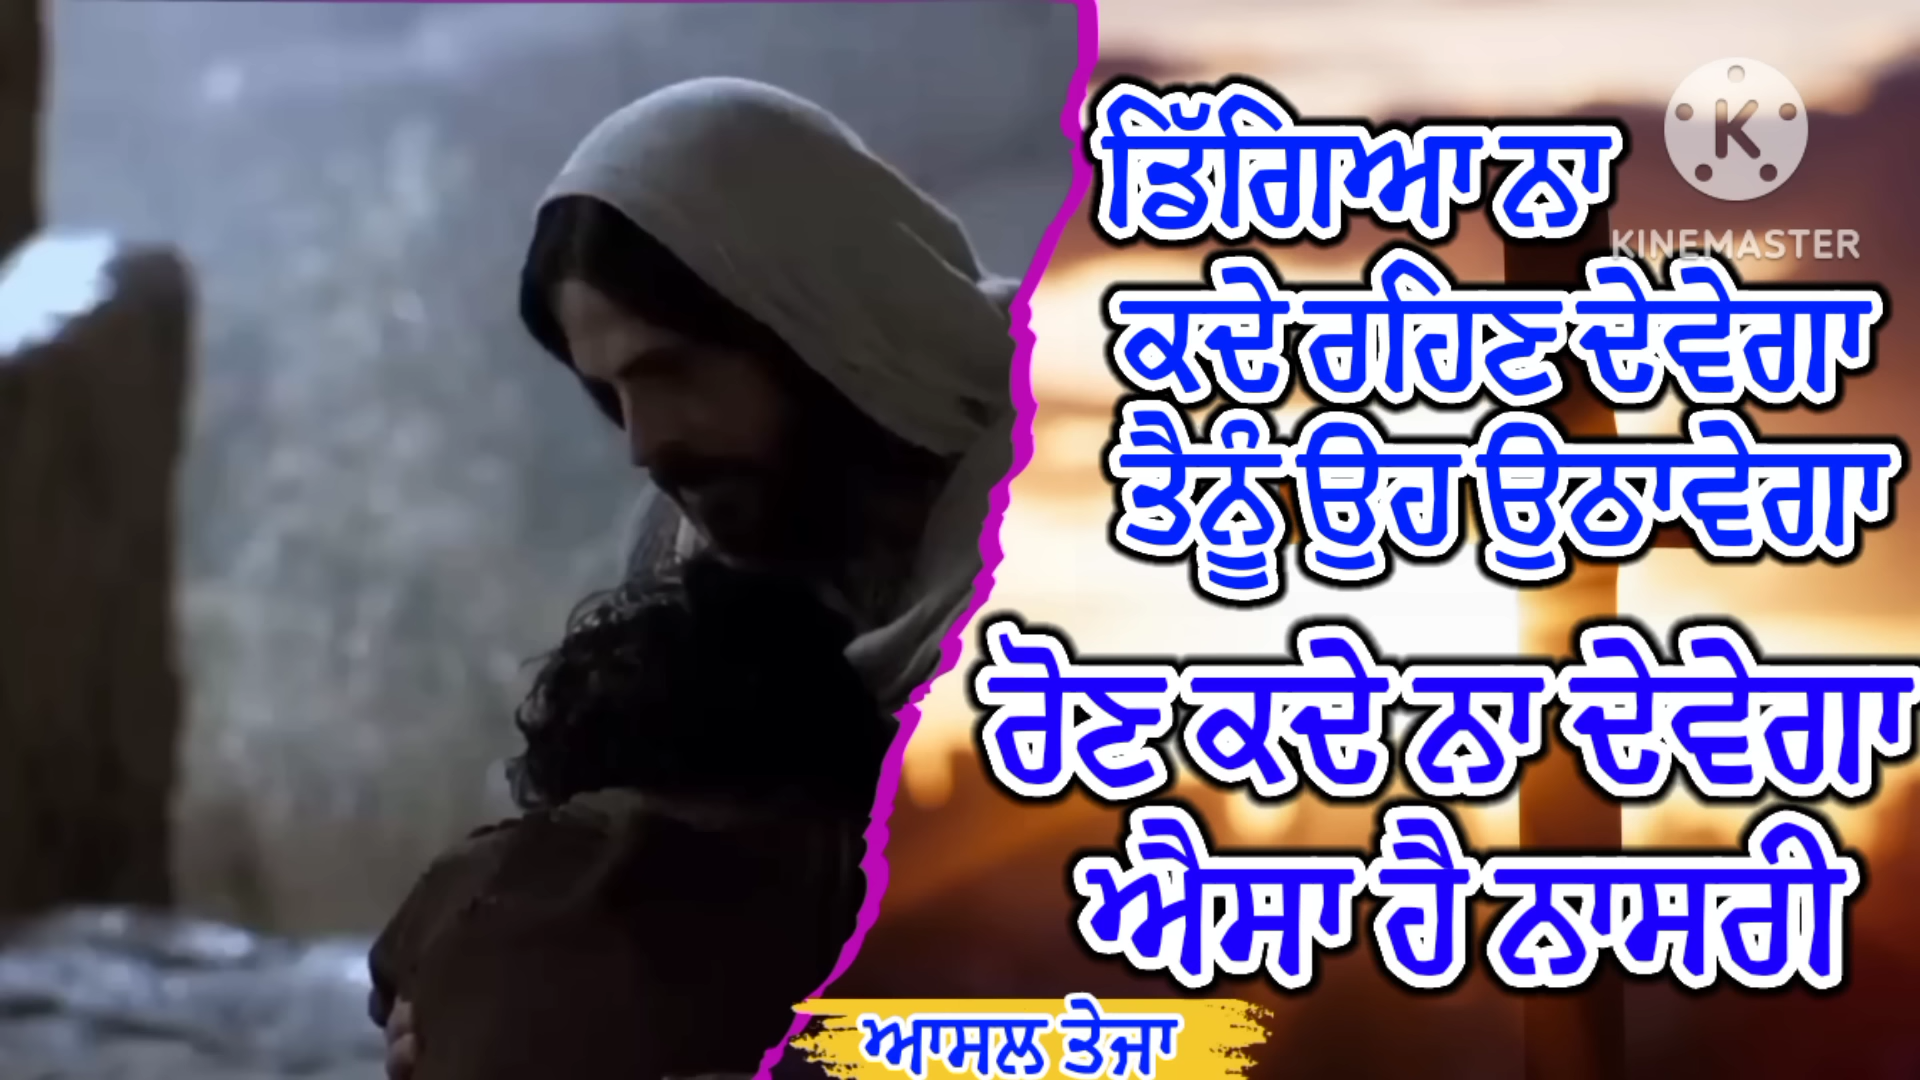 ਡਿੱਗਿਆ ਨਾ
ਕਦੇ ਰਹਿਣ ਦੇਵੇਗਾ
ਤੈਨੂੰ ਉਹ ਉਠਾਵੇਗਾ
ਰੋਣ ਕਦੇ ਨਾ ਦੇਵੇਗਾ
ਐਸਾ ਹੈ ਨਾਸਰੀ
ਆਸਲ ਤੇਜਾ
K
KINEMASTER